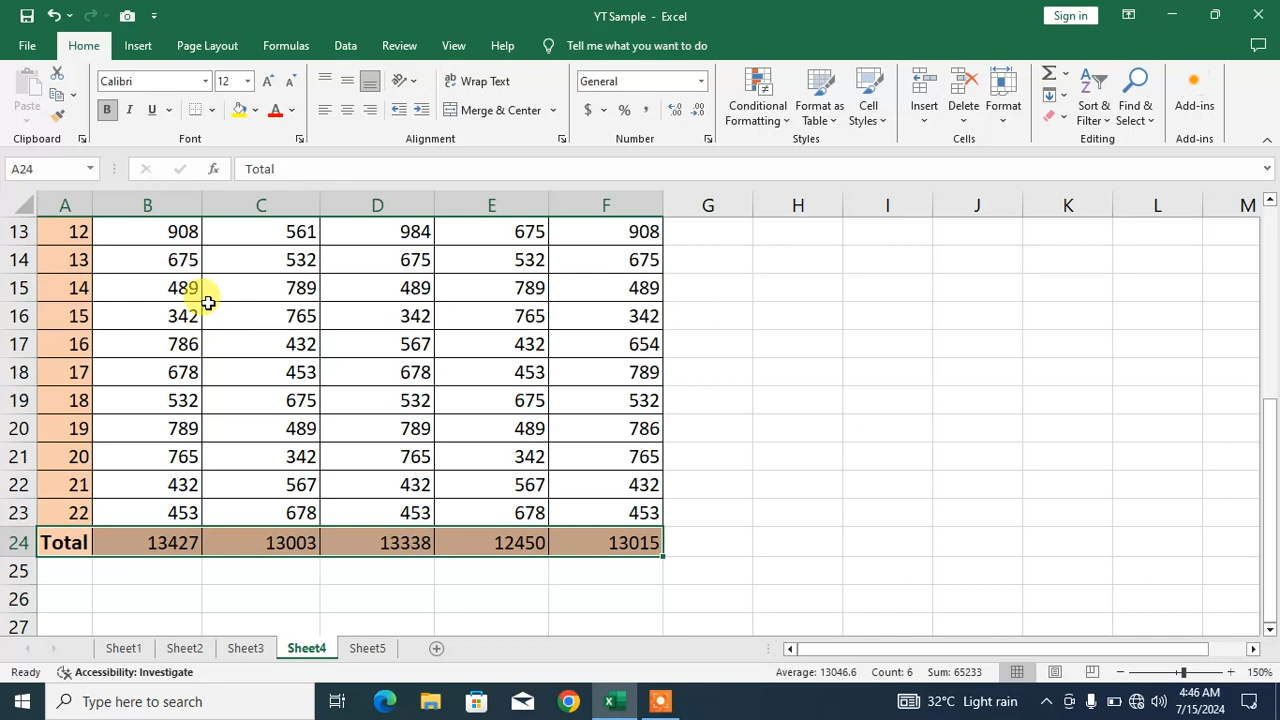 YT Sample - Excel
Sign in
File Home Insert Page Layout Formulas Data Review View Help Tell me what you want to do
Paste
Clipboard
Calibri 12
B I U
Font
Wrap Text
Merge & Center
Alignment
General
$ % ,
Number
Conditional Formatting
Format as Table
Cell Styles
Styles
Insert Delete Format
Cells
Sort & Filter
Find & Select
Editing
Add-ins
Add-ins
A24 fx Total
A B C D E F G H I J K L M
13 12 908 561 984 675 908
14 13 675 532 675 532 675
15 14 489 789 489 789 489
16 15 342 765 342 765 342
17 16 786 432 567 432 654
18 17 678 453 678 453 789
19 18 532 675 532 675 532
20 19 789 489 789 489 786
21 20 765 342 765 342 765
22 21 432 567 432 567 432
23 22 453 678 453 678 453
24 Total 13427 13003 13338 12450 13015
25
26
27
Sheet1 Sheet2 Sheet3 Sheet4 Sheet5
Ready Accessibility: Investigate Average: 13046.6 Count: 6 Sum: 65233 150%
Type here to search 32°C Light rain 4:46 AM
7/15/2024